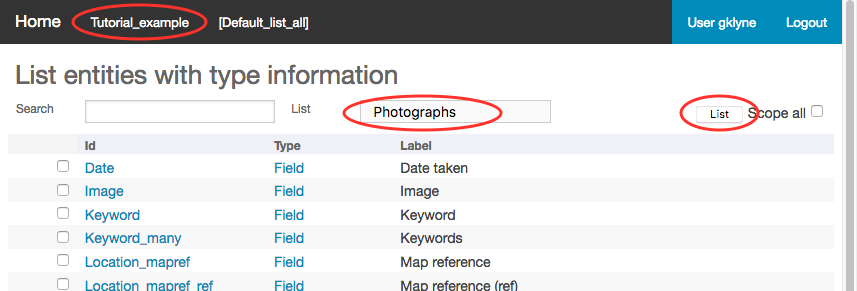 Home Tutorial_example [Default_list_all] User gklyne Logout
List entities with type information
Search List Photographs List Scope all
Id Type Label
Date Field Date taken
Image Field Image
Keyword Field Keyword
Keyword_many Field Keywords
Location_mapref Field Map reference
Location_mapref_ref Field Map reference (ref)